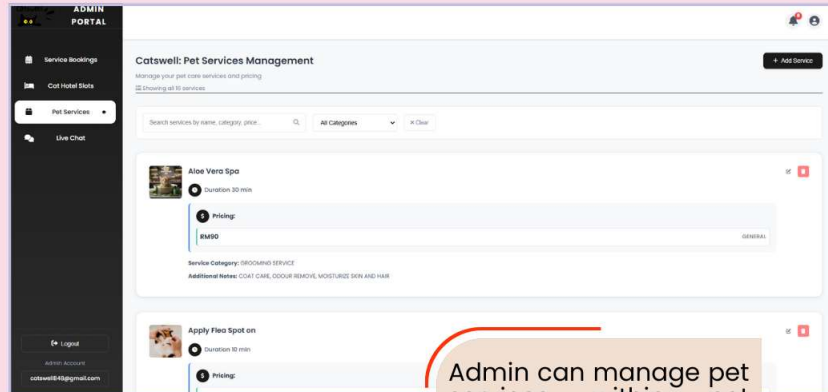 ADMIN
PORTAL
Service Bookings
Cat Hotel Slots
Pet Services
Live Chat
Logout
Admin Account
catswell648@gmail.com
Catswell: Pet Services Management
+ Add Service
Manage your pet care services and pricing
Showing all 10 services
Search services by name, category, price...
All Categories
× Clear
Aloe Vera Spa
Duration 30 min
Pricing:
RM90
GENERAL
Service Category: GROOMING SERVICE
Additional Notes: COAT CARE, ODOUR REMOVE, MOISTURIZE SKIN AND HAIR
Apply Flea Spot on
Duration 10 min
Pricing:
Admin can manage pet